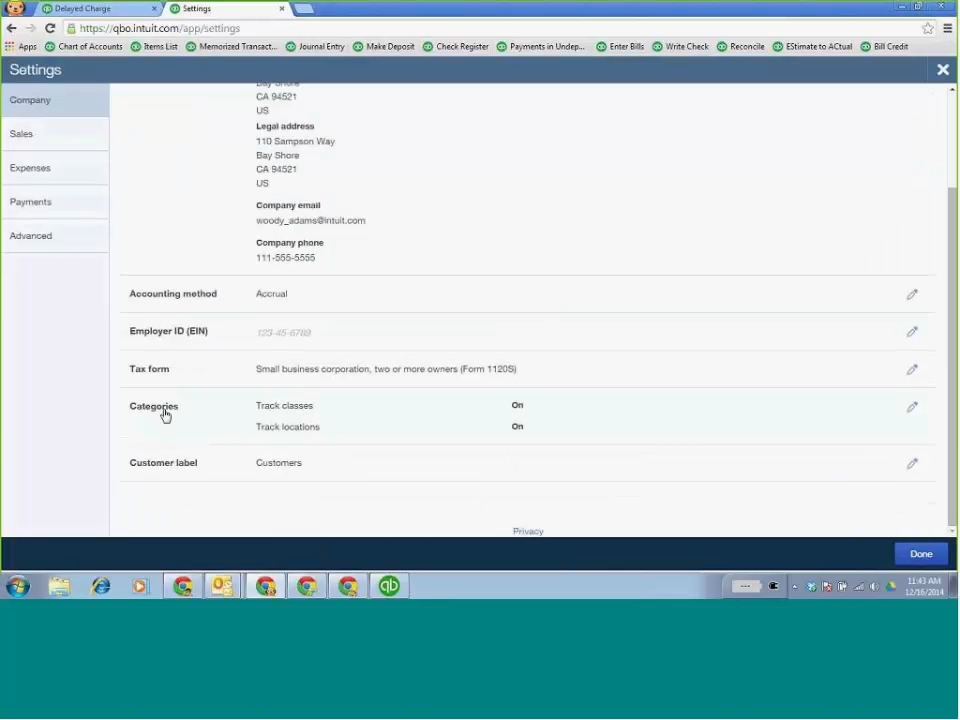 Delayed Charge × Settings ×
https://qbo.intuit.com/app/settings
Apps Chart of Accounts Items List Memorized Transact... Journal Entry Make Deposit Check Register Payments in Undep... Enter Bills Write Check Reconcile EStimate to ACtual Bill Credit
Settings
Company
Sales
Expenses
Payments
Advanced
Bay Shore
CA 94521
US
Legal address
110 Sampson Way
Bay Shore
CA 94521
US
Company email
woody_adams@intuit.com
Company phone
111-555-5555
Accounting method Accrual
Employer ID (EIN) 123-45-6789
Tax form Small business corporation, two or more owners (Form 1120S)
Categories Track classes On
Track locations On
Customer label Customers
Privacy
Done
qb
11:43 AM
12/16/2014